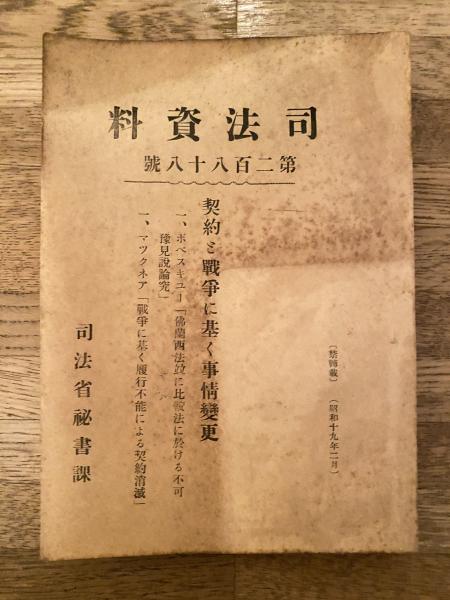 司法資料
第二百八十八號
(禁轉載)
(昭和十九年二月)
契約と戰爭に基く事情變更
一、ポペスキユー「佛蘭西法竝に比較法に於ける不可
豫見說論究」
一、マツクネア「戰爭に基く履行不能による契約消滅」
司法省祕書課